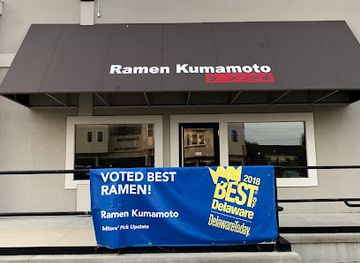 Ramen Kumamoto
VOTED BEST
RAMEN!
Ramen Kumamoto
Editors' Pick Upstate
2018
BEST
OF
Delaware
DelawareToday